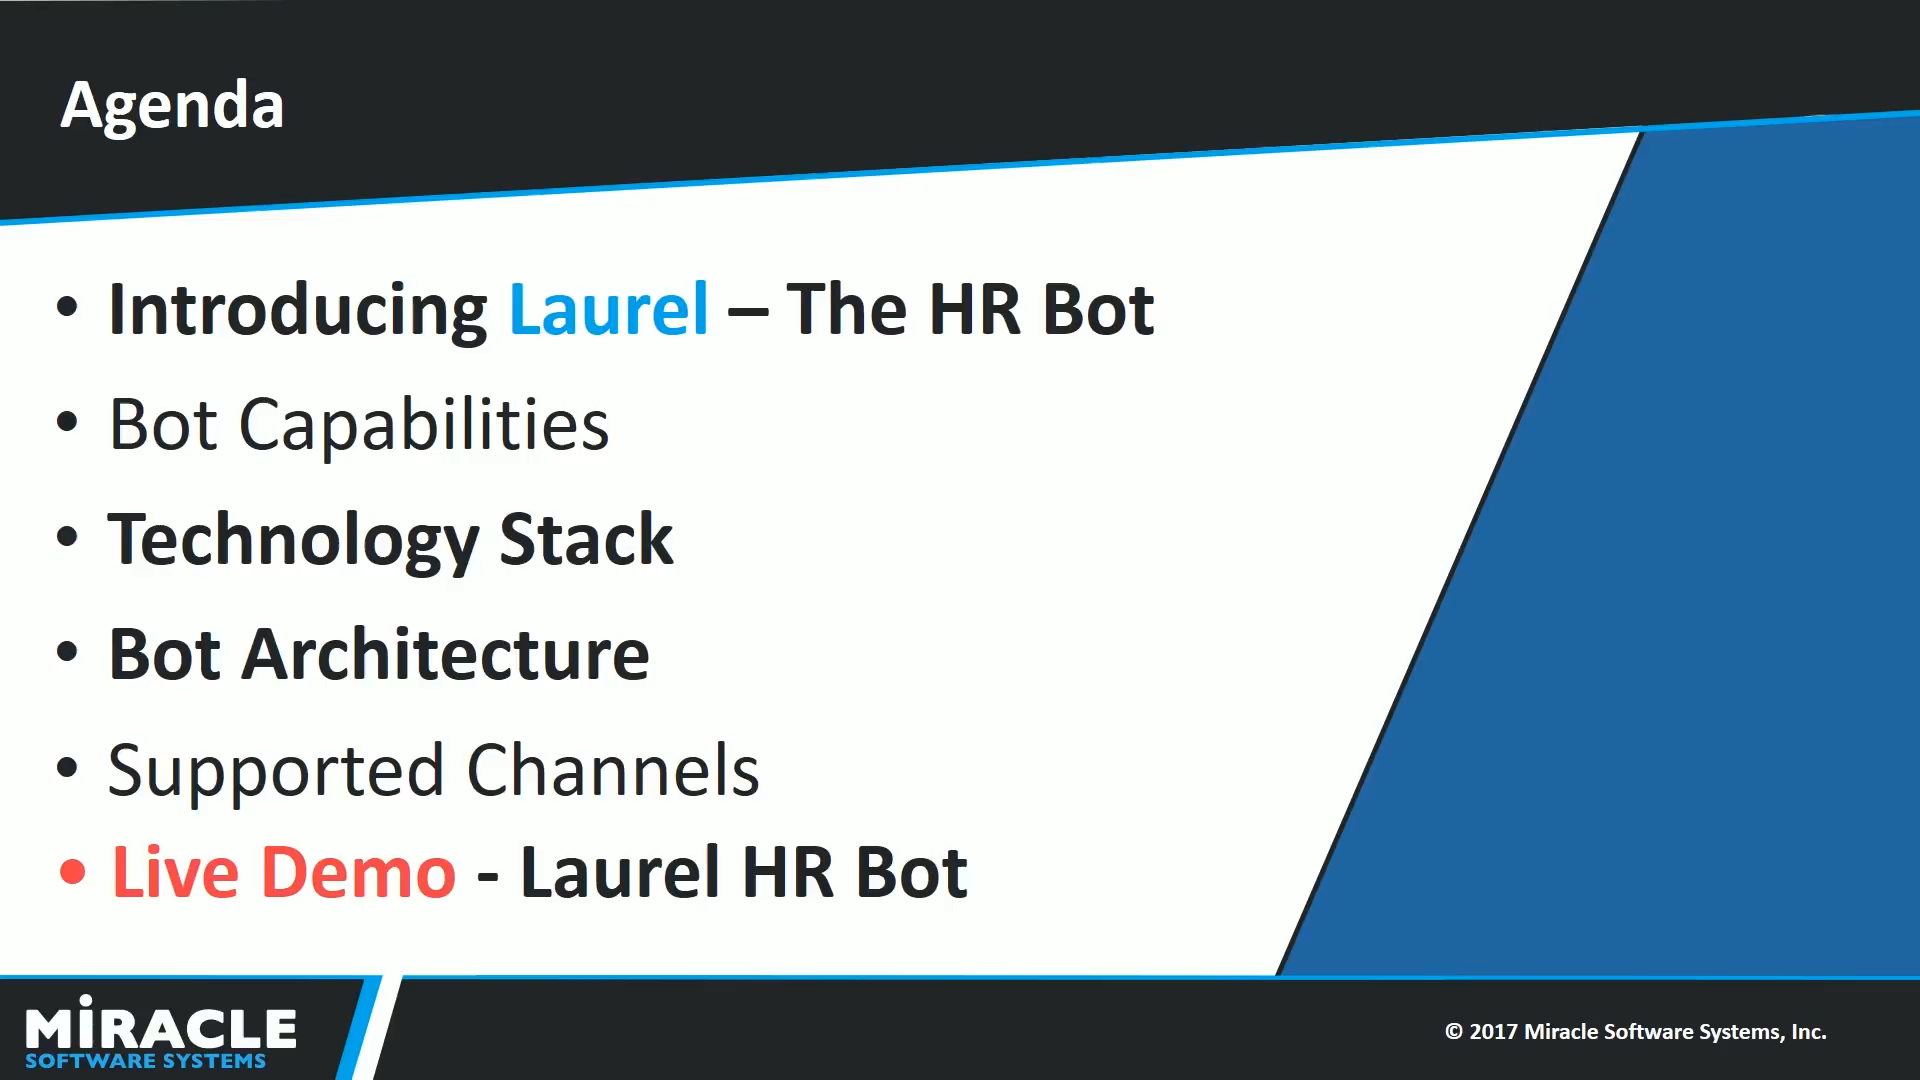 Agenda
• Introducing Laurel – The HR Bot
• Bot Capabilities
• Technology Stack
• Bot Architecture
• Supported Channels
• Live Demo - Laurel HR Bot
MiRACLE
SOFTWARE SYSTEMS
© 2017 Miracle Software Systems, Inc.